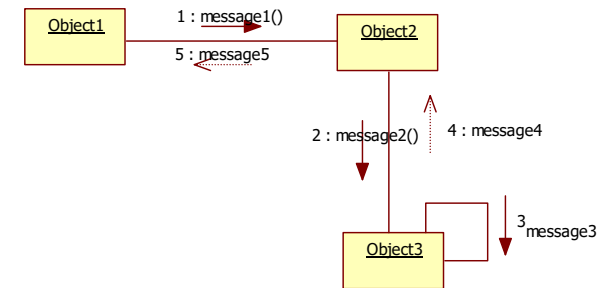 Object1
1 : message1()
Object2
5 : message5
2 : message2()
4 : message4
3
message3
Object3